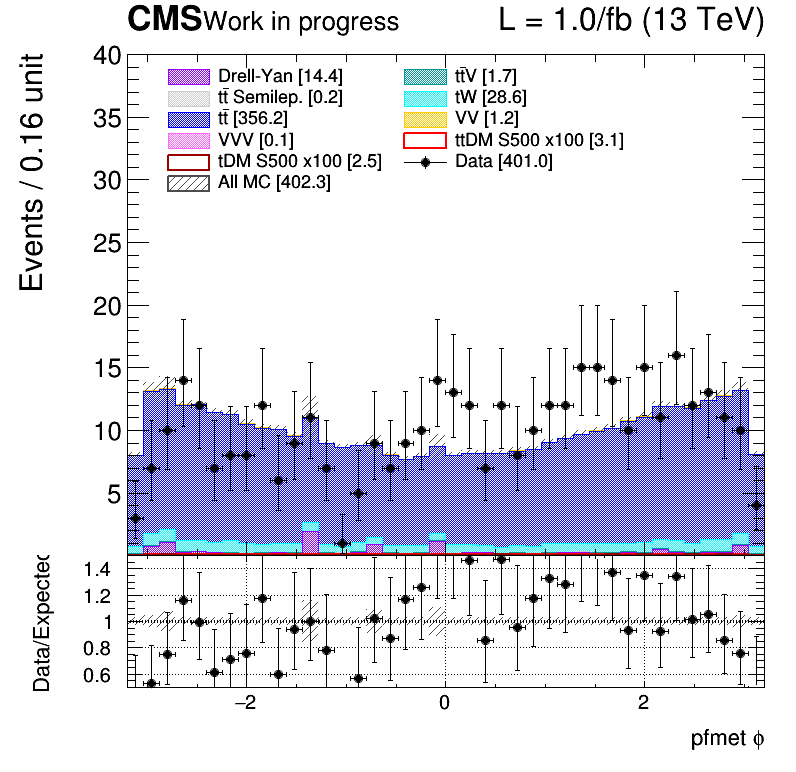 CMS Work in progress L = 1.0/fb (13 TeV)
Events / 0.16 unit
40
35
30
25
20
15
10
5
Drell-Yan [14.4] tt̄V [1.7]
tt̄ Semilep. [0.2] tW [28.6]
tt̄ [356.2] VV [1.2]
VVV [0.1] ttDM S500 x100 [3.1]
tDM S500 x100 [2.5] Data [401.0]
All MC [402.3]
Data/Expected
1.4
1.2
1
0.8
0.6
−2 0 2
pfmet ϕ